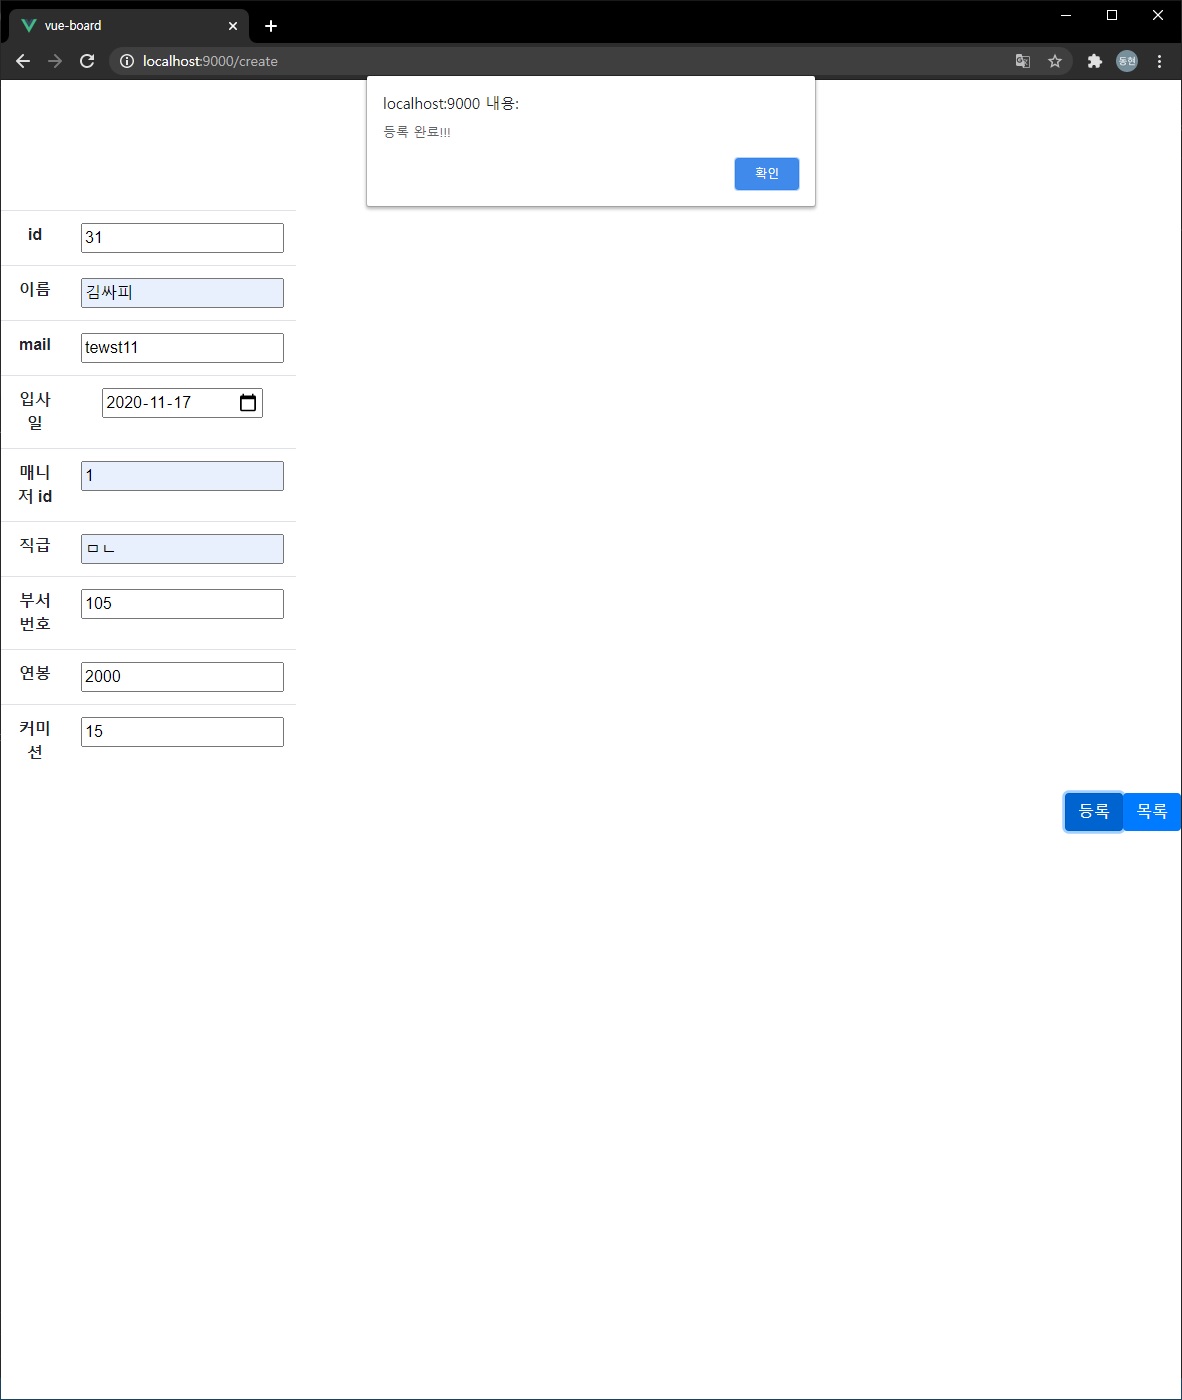 vue-board
localhost:9000/create
동현
localhost:9000 내용:
등록 완료!!!
확인
id 31
이름 김싸피
mail tewst11
입사
일 2020-11-17
매니
저 id 1
직급 ㅁㄴ
부서
번호 105
연봉 2000
커미
션 15
등록 목록